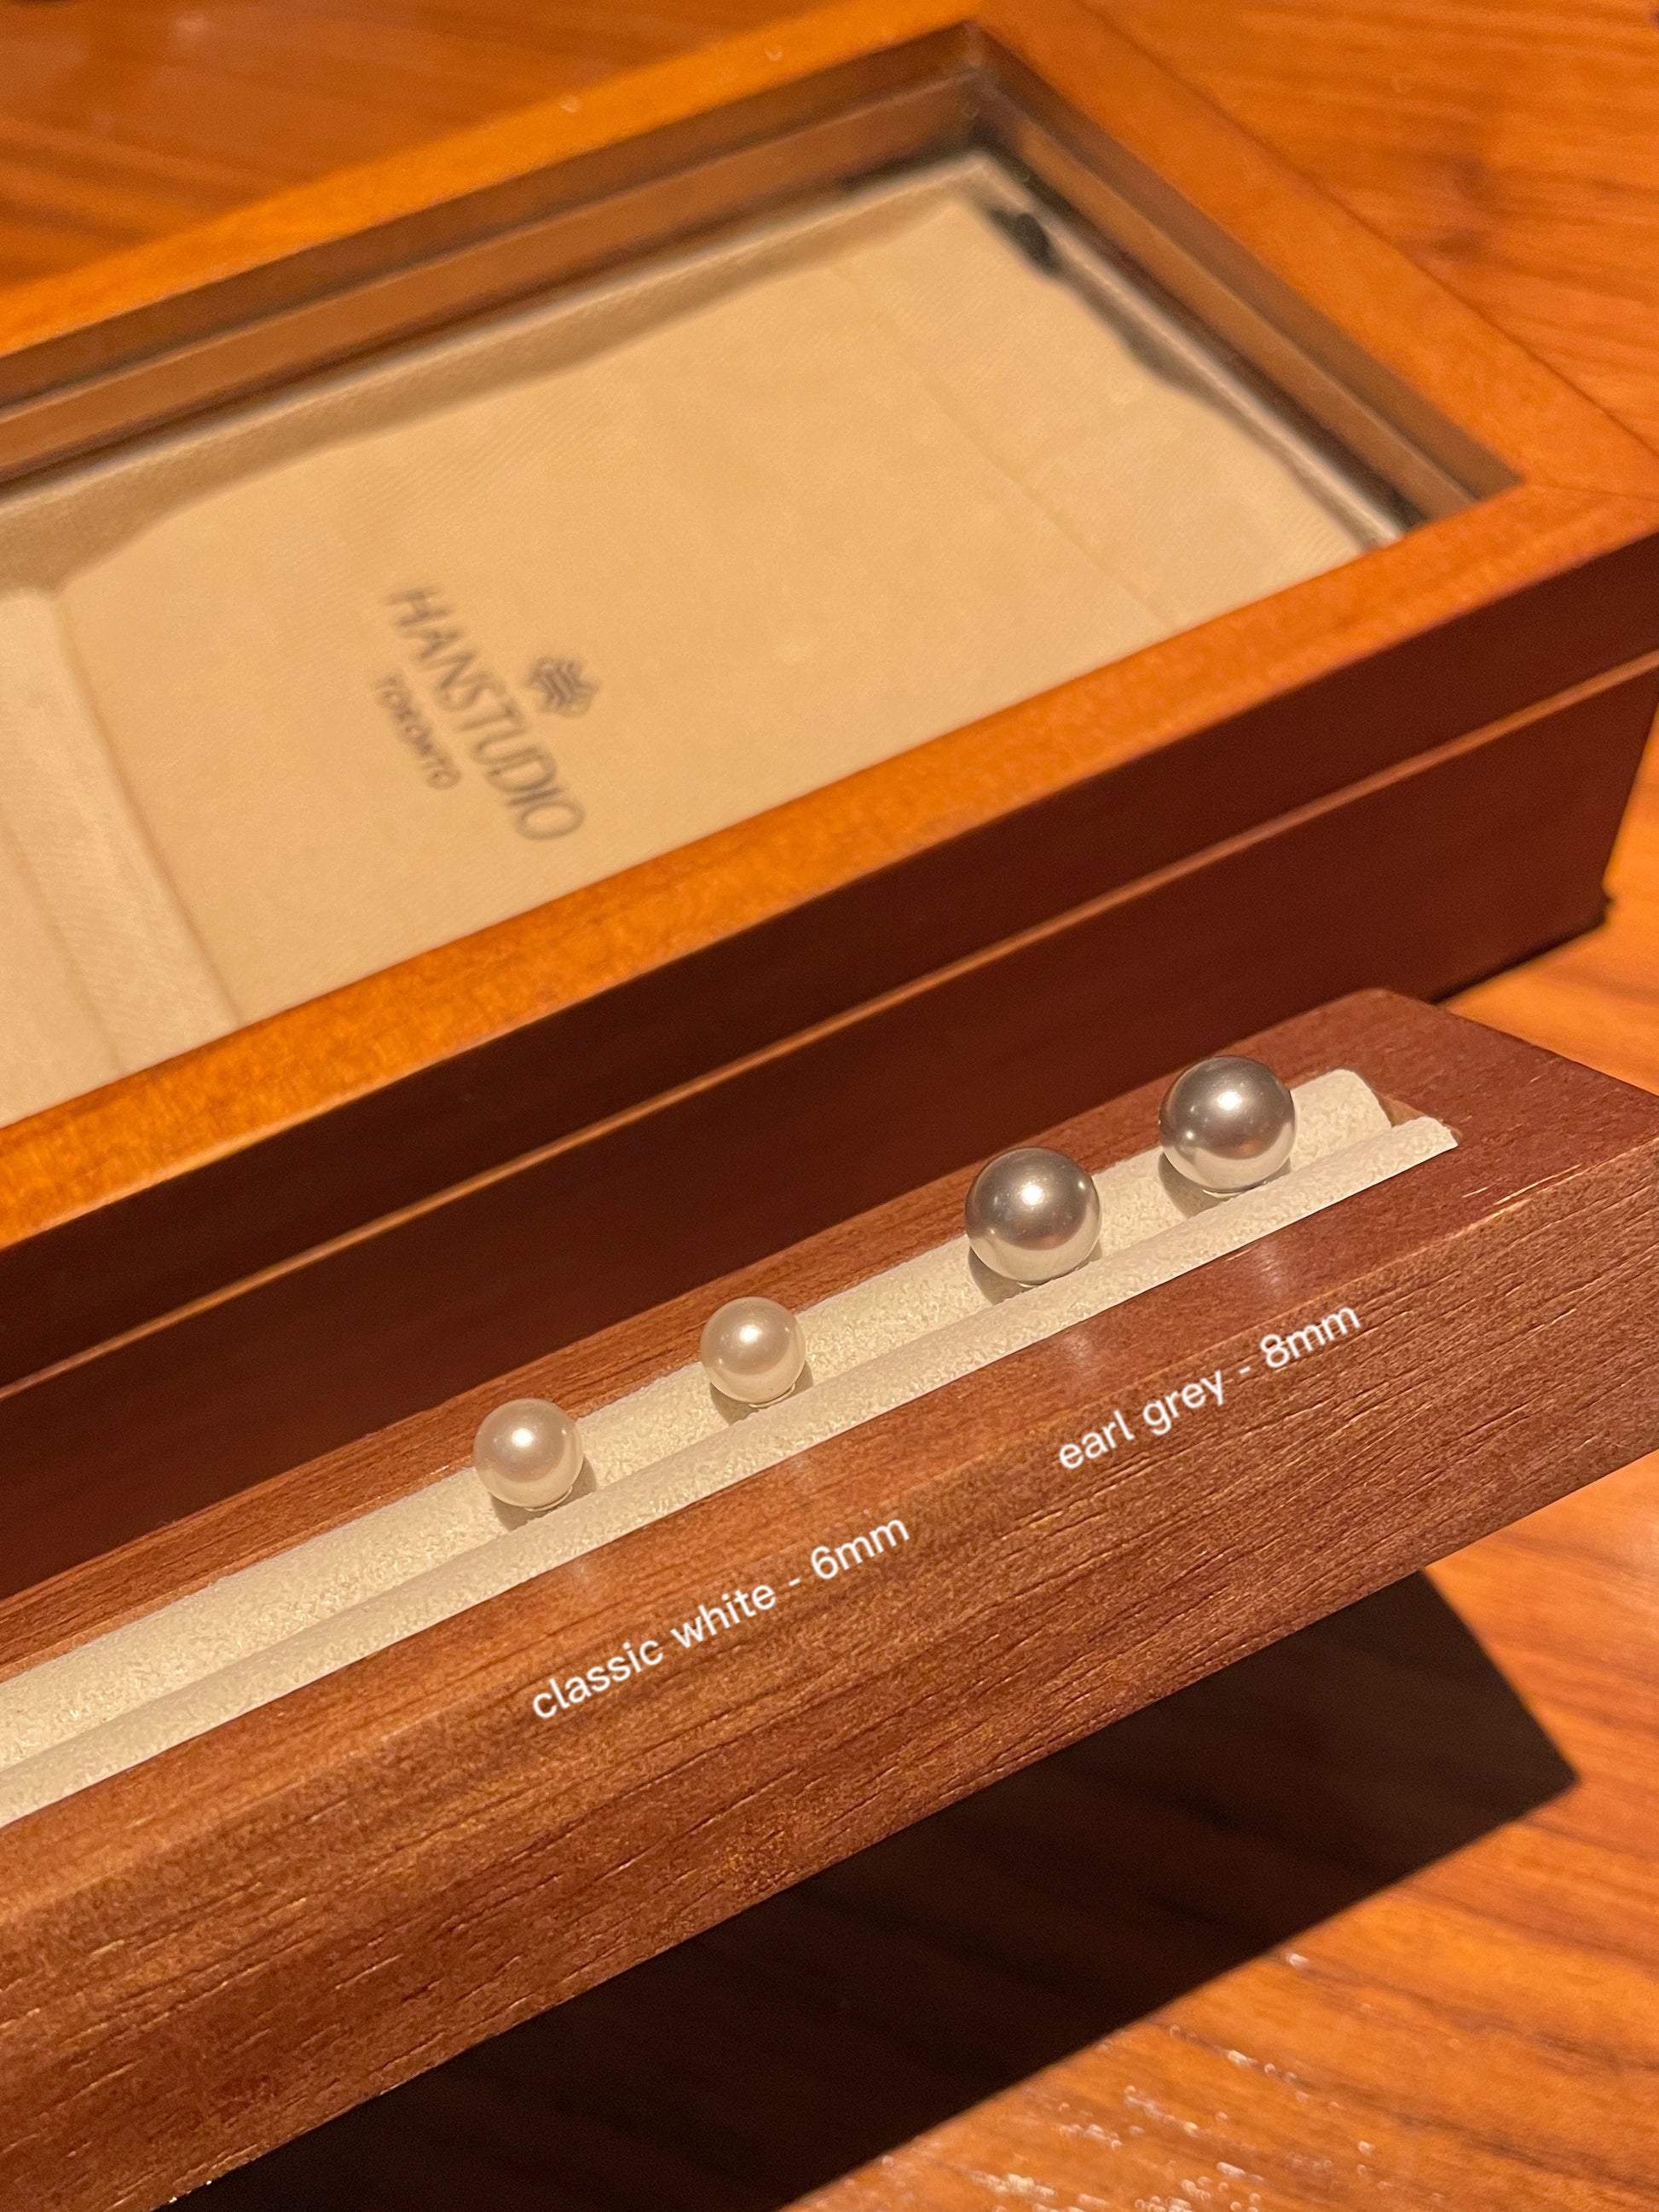 HANSTUDIO
TORONTO
earl grey - 8mm
classic white - 6mm